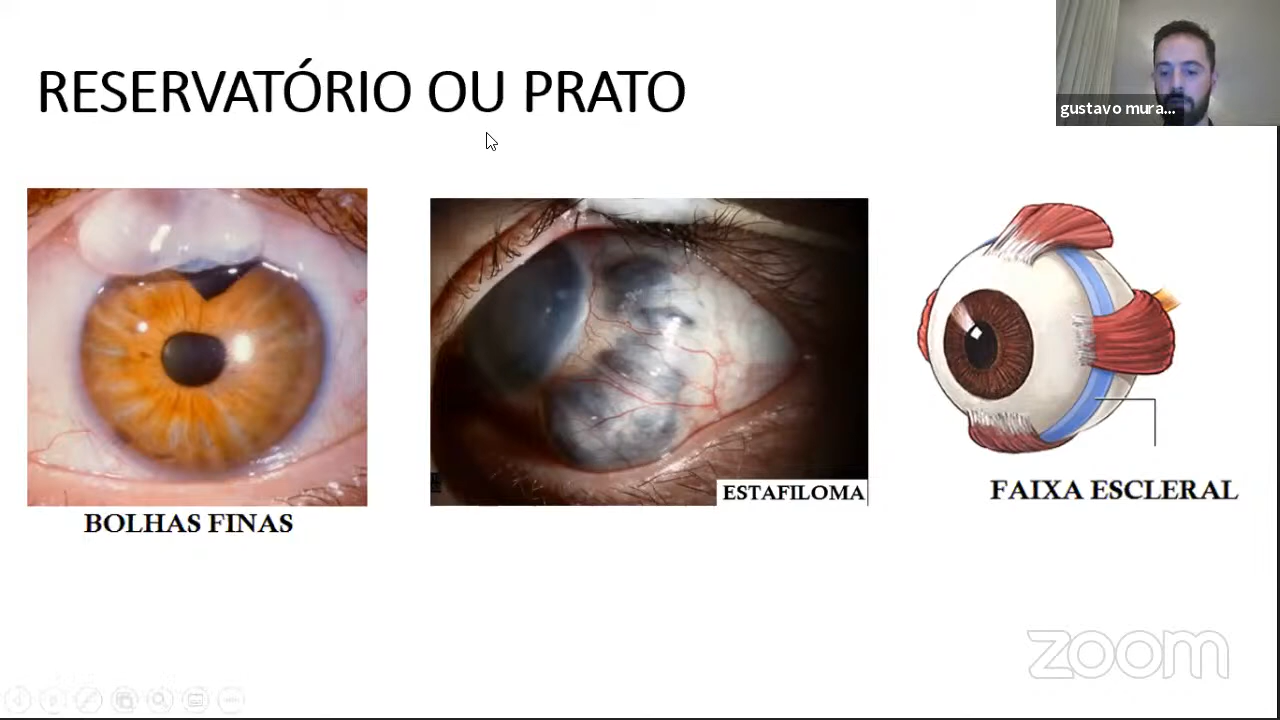 RESERVATÓRIO OU PRATO
gustavo mura...
BOLHAS FINAS
ESTAFILOMA
FAIXA ESCLERAL
zoom